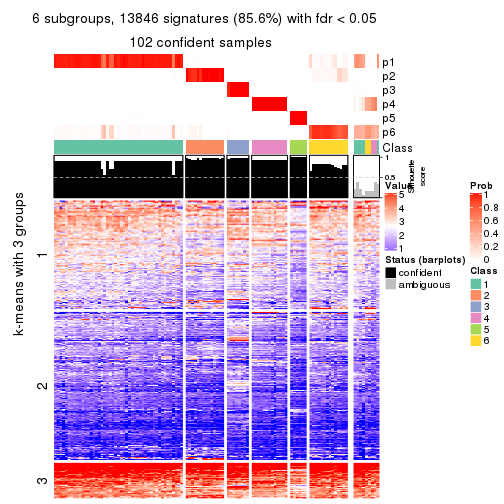 6 subgroups, 13846 signatures (85.6%) with fdr < 0.05
102 confident samples
p1
p2
p3
p4
p5
p6
Class
1
0.5
0
Silhouette
score
k-means with 3 groups
1
2
3
Value
5
4
3
2
1
Status (barplots)
confident
ambiguous
Prob
1
0.8
0.6
0.4
0.2
0
Class
1
2
3
4
5
6